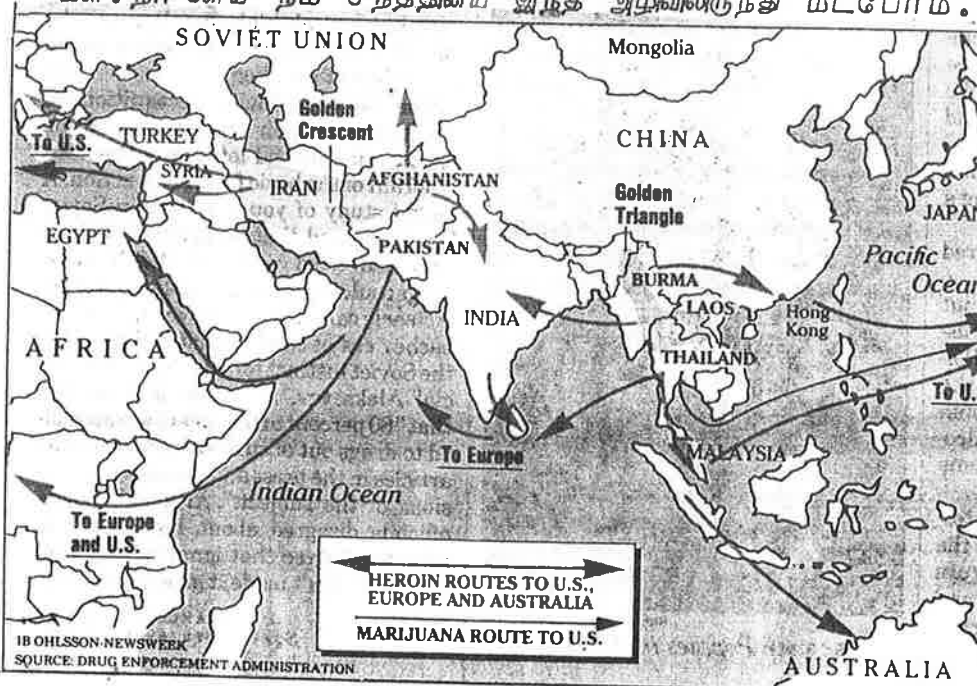 SOVIET UNION
Mongolia
Golden
Crescent
CHINA
To U.S.
TURKEY
SYRIA
IRAN
AFGHANISTAN
Golden
Triangle
JAPAN
EGYPT
PAKISTAN
Pacific
Ocean
BURMA
INDIA
LAOS
Hong
Kong
AFRICA
THAILAND
To U.
MALAYSIA
To Europe
Indian Ocean
To Europe
and U.S.
HEROIN ROUTES TO U.S.,
EUROPE AND AUSTRALIA
MARIJUANA ROUTE TO U.S.
IB OHLSSON-NEWSWEEK
SOURCE: DRUG ENFORCEMENT ADMINISTRATION
AUSTRALIA